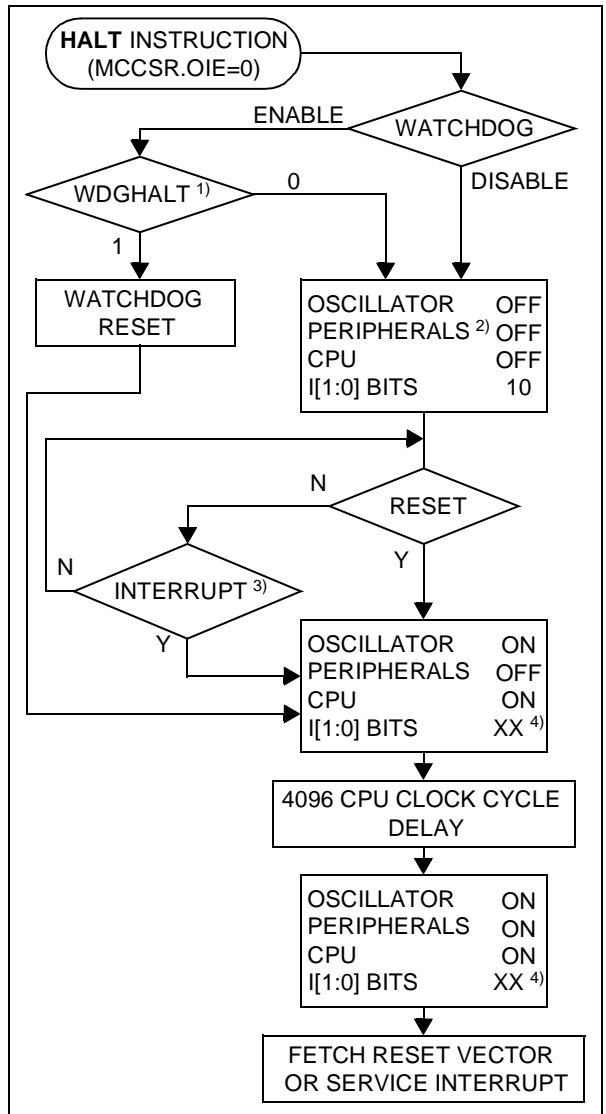 HALT INSTRUCTION
(MCCSR.OIE=0)
ENABLE
WATCHDOG
WDGHALT 1)
0
DISABLE
1
WATCHDOG
RESET
OSCILLATOR OFF
PERIPHERALS 2) OFF
CPU OFF
I[1:0] BITS 10
N
RESET
N
INTERRUPT 3)
Y
Y
OSCILLATOR ON
PERIPHERALS OFF
CPU ON
I[1:0] BITS XX 4)
4096 CPU CLOCK CYCLE
DELAY
OSCILLATOR ON
PERIPHERALS ON
CPU ON
I[1:0] BITS XX 4)
FETCH RESET VECTOR
OR SERVICE INTERRUPT